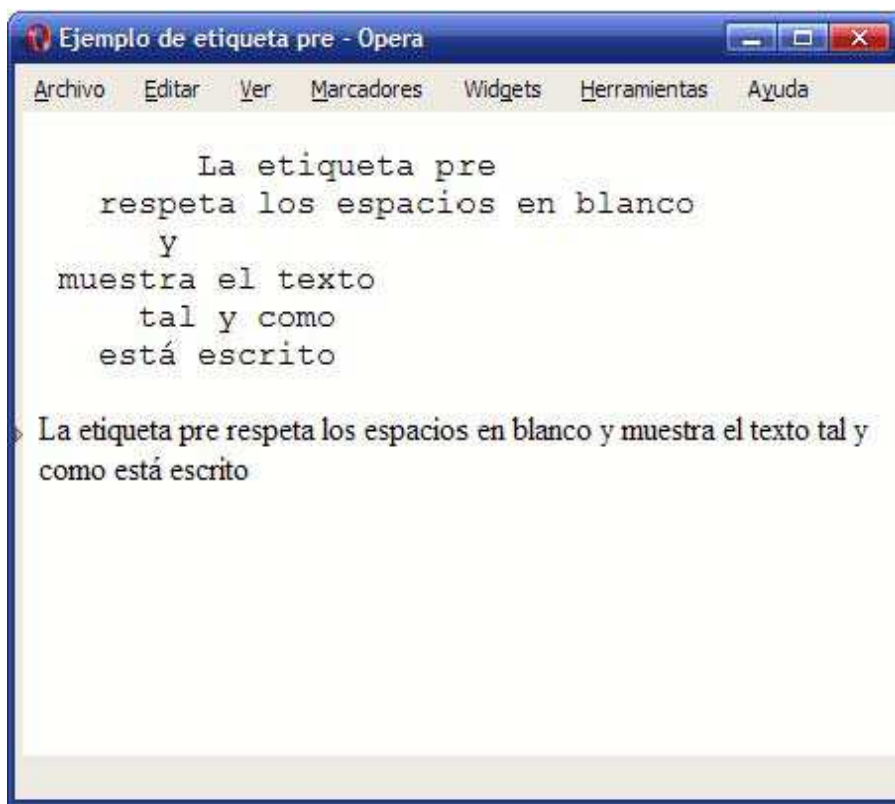 Ejemplo de etiqueta pre - Opera
Archivo Editar Ver Marcadores Widgets Herramientas Ayuda
La etiqueta pre
respeta los espacios en blanco
y
muestra el texto
tal y como
está escrito
La etiqueta pre respeta los espacios en blanco y muestra el texto tal y
como está escrito